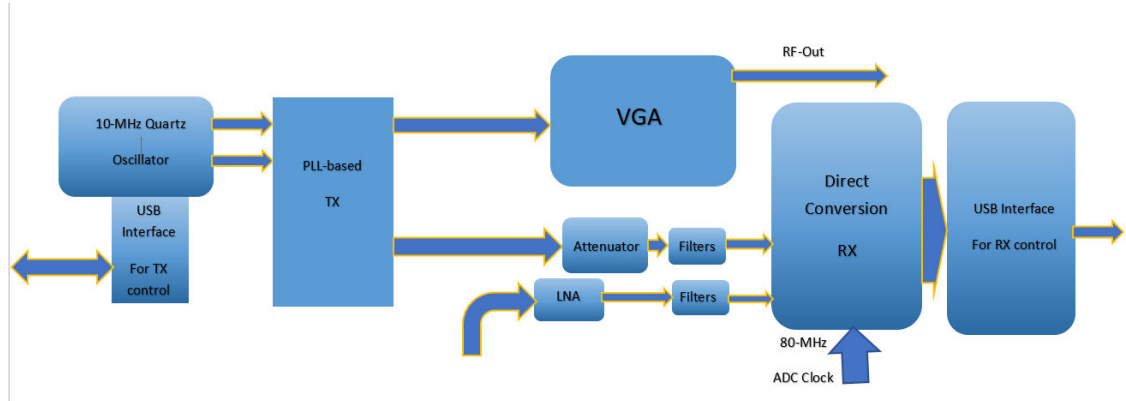 10-MHz Quartz
Oscillator
USB
Interface
For TX
control
PLL-based
TX
VGA
RF-Out
Attenuator
Filters
LNA
Filters
Direct
Conversion
RX
80-MHz
ADC Clock
USB Interface
For RX control